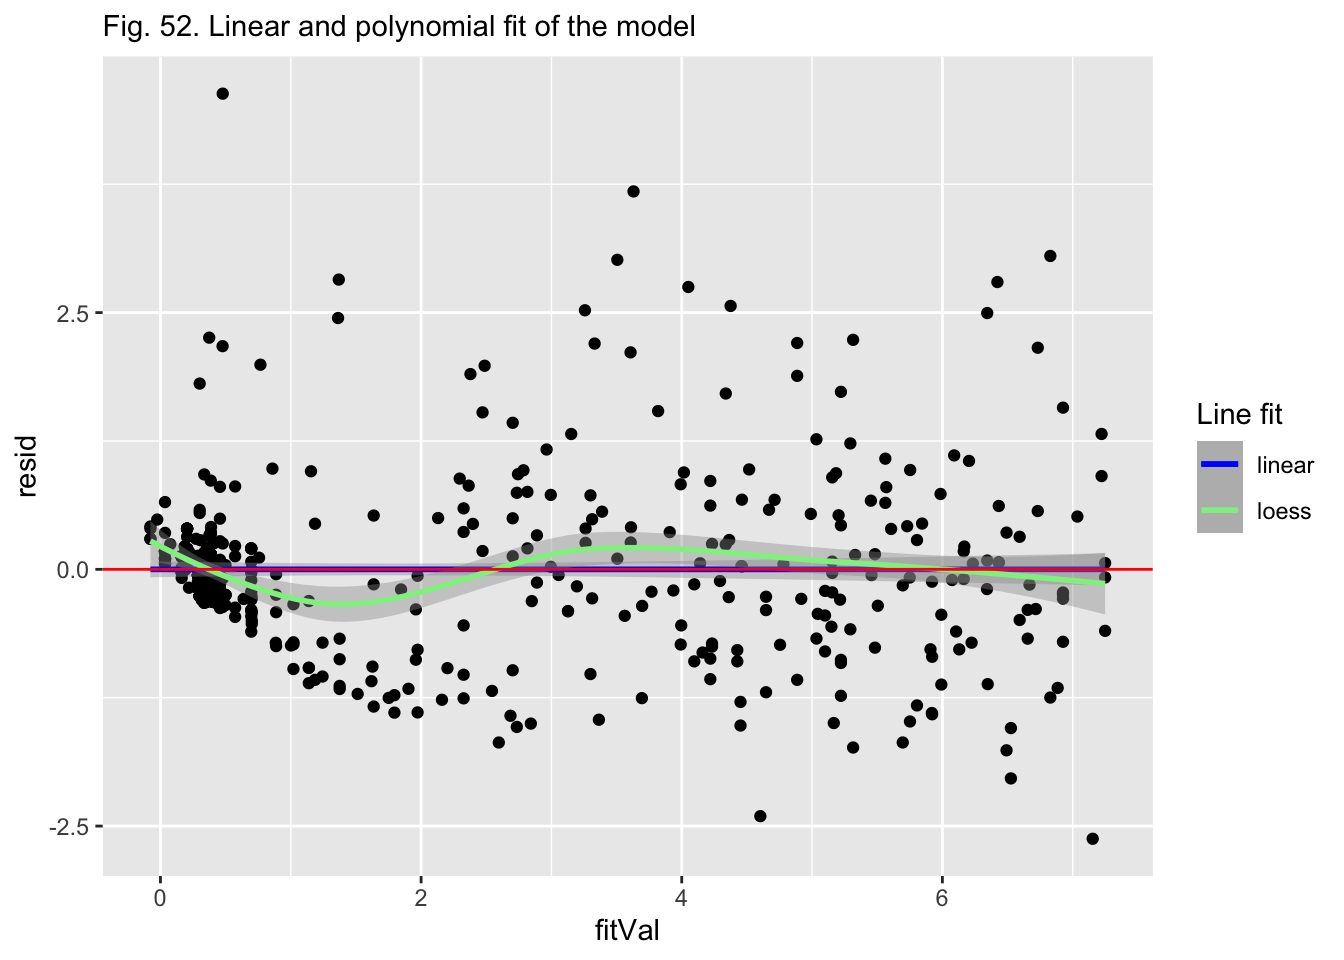 Fig. 52. Linear and polynomial fit of the model
resid
2.5
0.0
-2.5
0
2
4
6
fitVal
Line fit
linear
loess